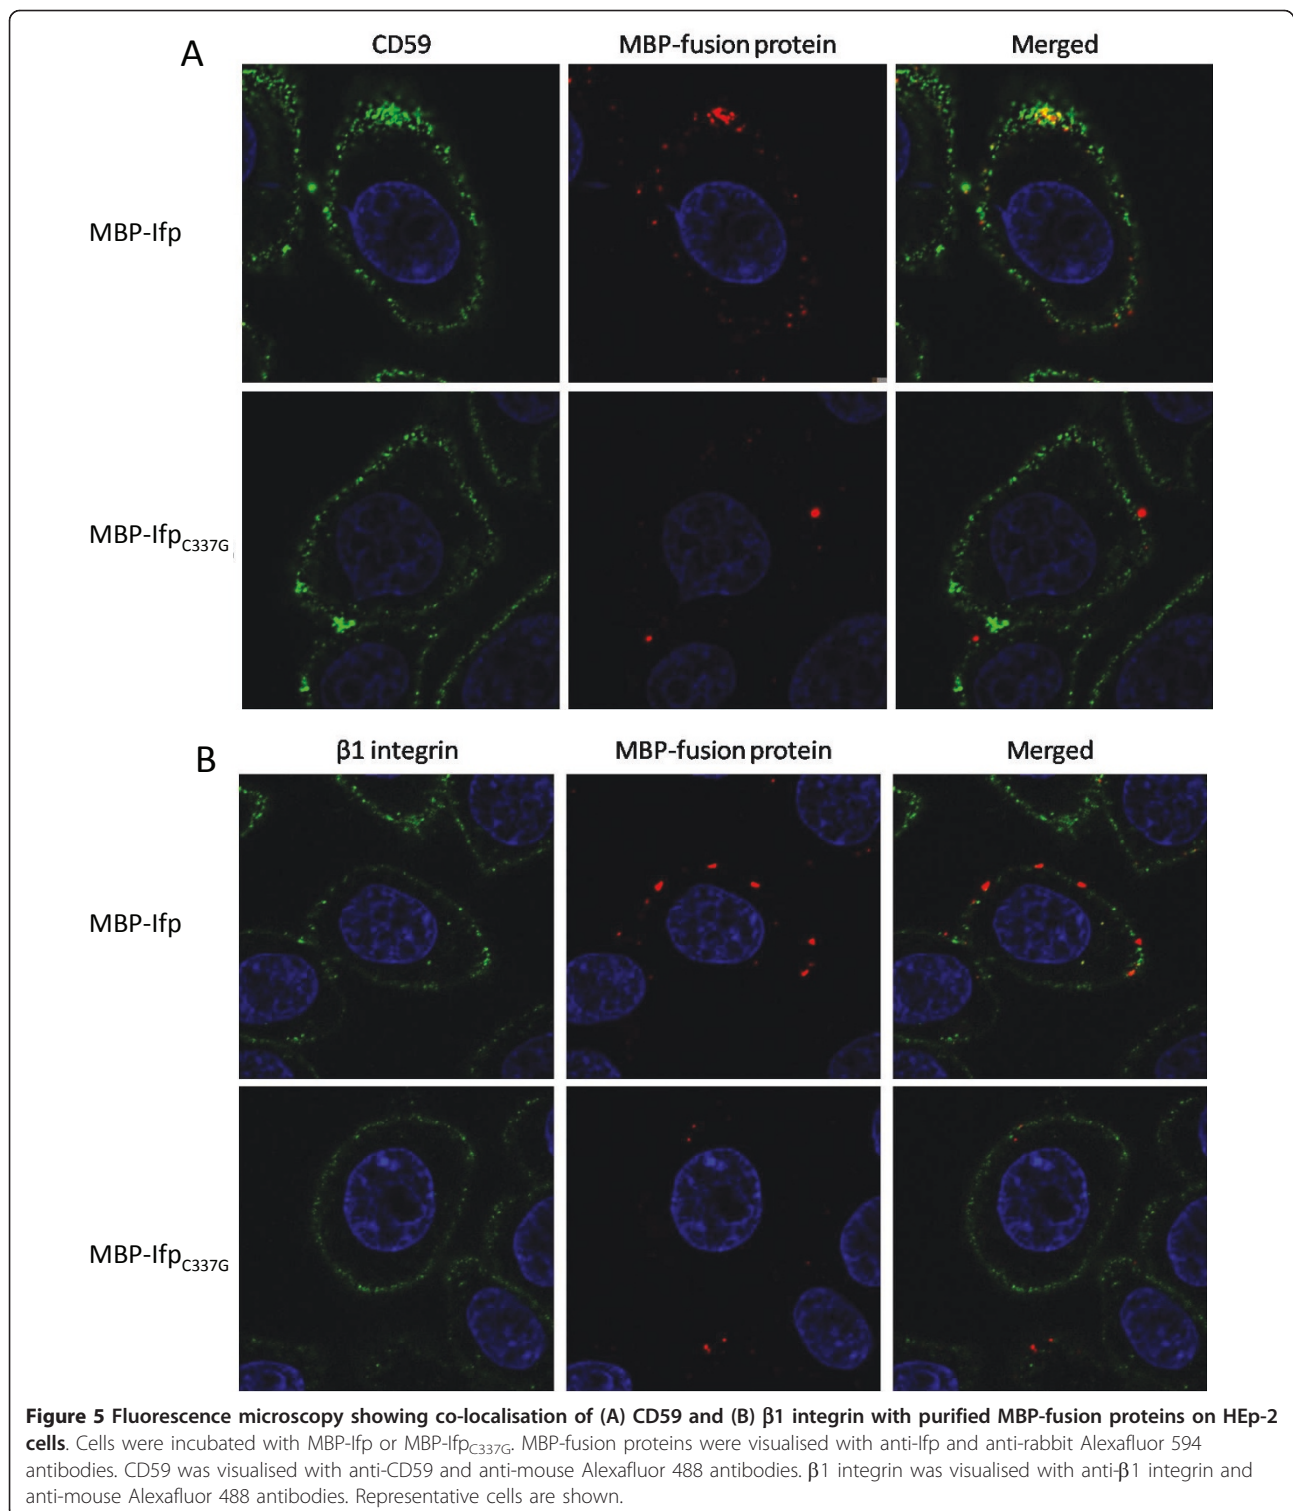 A
CD59 MBP-fusion protein Merged
MBP-Ifp
MBP-Ifp_C337G
B
β1 integrin MBP-fusion protein Merged
MBP-Ifp
MBP-Ifp_C337G
Figure 5 Fluorescence microscopy showing co-localisation of (A) CD59 and (B) β1 integrin with purified MBP-fusion proteins on HEp-2
cells. Cells were incubated with MBP-Ifp or MBP-Ifp_C337G. MBP-fusion proteins were visualised with anti-Ifp and anti-rabbit Alexafluor 594
antibodies. CD59 was visualised with anti-CD59 and anti-mouse Alexafluor 488 antibodies. β1 integrin was visualised with anti-β1 integrin and
anti-mouse Alexafluor 488 antibodies. Representative cells are shown.